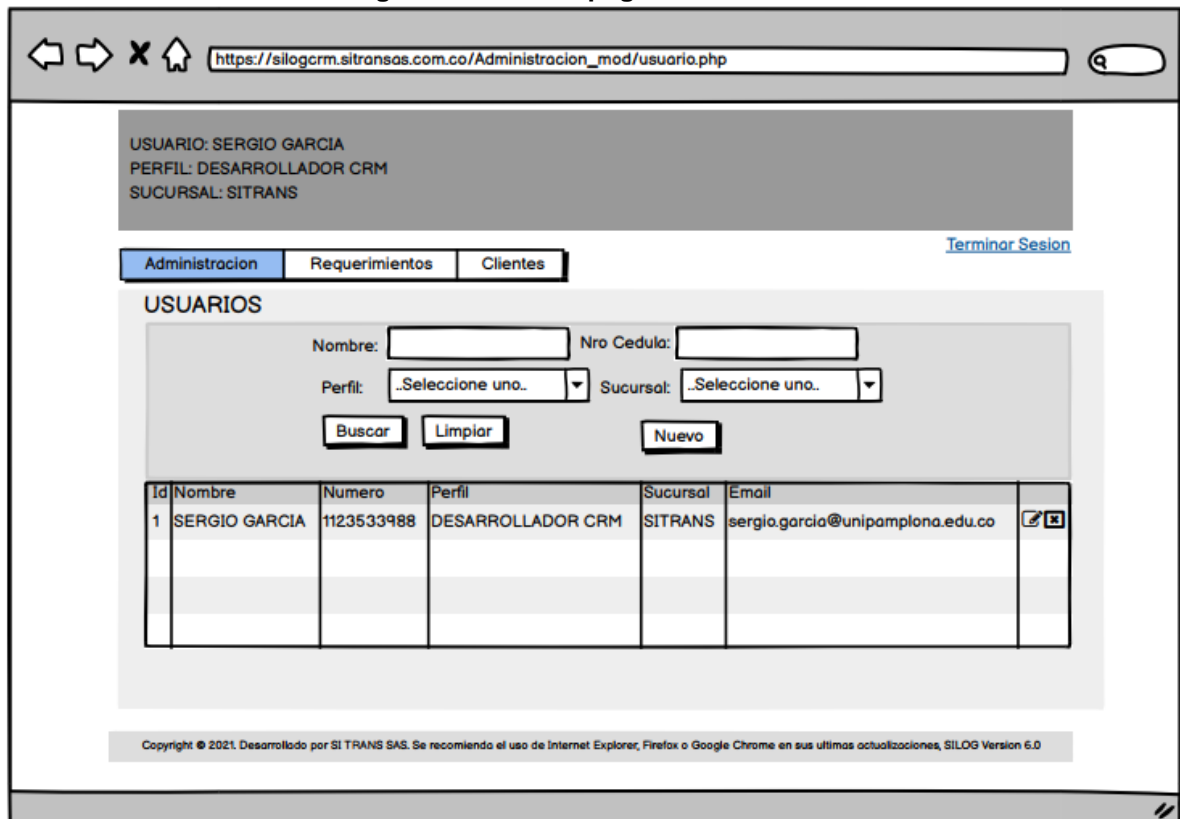 https://silogcrm.sitransas.com.co/Administracion_mod/usuario.php
USUARIO: SERGIO GARCIA
PERFIL: DESARROLLADOR CRM
SUCURSAL: SITRANS
Terminar Sesion
Administracion Requerimientos Clientes
USUARIOS
Nombre: Nro Cedula:
Perfil: ..Seleccione uno.. Sucursal: ..Seleccione uno..
Buscar Limpiar Nuevo
Id Nombre Numero Perfil Sucursal Email
1 SERGIO GARCIA 1123533988 DESARROLLADOR CRM SITRANS sergio.garcia@unipamplona.edu.co
Copyright © 2021. Desarrollado por SI TRANS SAS. Se recomienda el uso de Internet Explorer, Firefox o Google Chrome en sus ultimas actualizaciones, SILOG Version 6.0